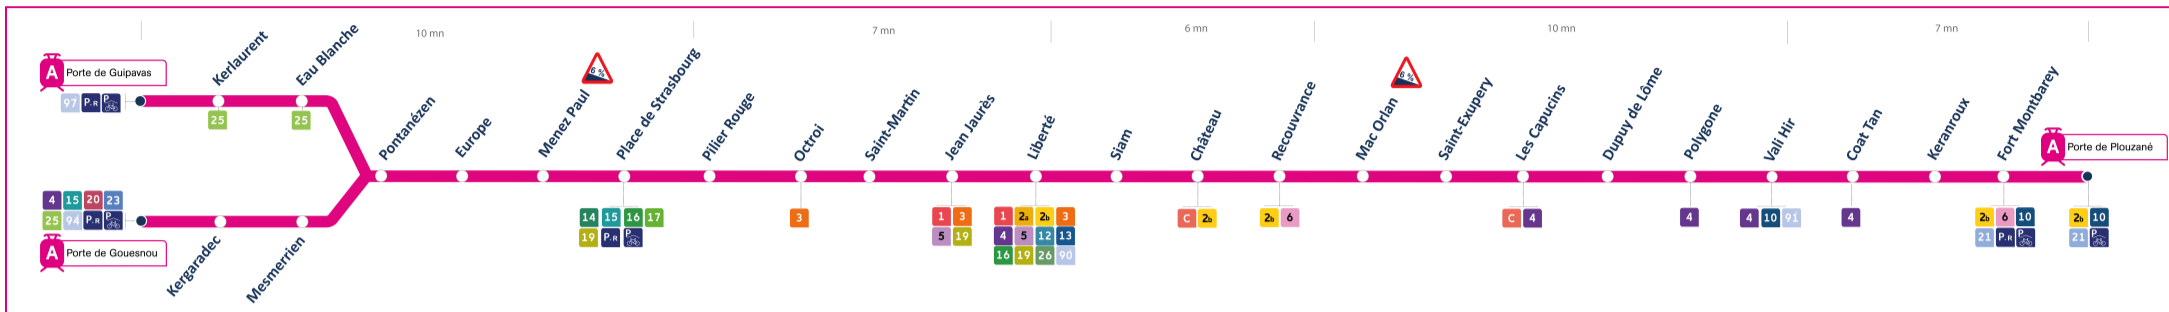 10 mn
7 mn
6 mn
10 mn
7 mn
A Porte de Guipavas
97 P+R P
Kerlaurent
25
Eau Blanche
25
4 15 20 23
25 94 P+R P
A Porte de Gouesnou
Kergaradec
Mesmerrien
Pontanézen
Europe
Menez Paul
6 %
Place de Strasbourg
14 15 16 17
19 P+R P
Pilier Rouge
Octroi
3
Saint-Martin
Jean Jaurès
1 3
5 19
Liberté
1 2a 2b 3
4 5 12 13
16 19 26 90
Siam
Château
C 2b
Recouvrance
2b 6
Mac Orlan
6 %
Saint-Exupery
Les Capucins
C 4
Dupuy de Lôme
Polygone
4
Vali Hir
4 10 91
Coat Tan
4
Keranroux
Fort Montbarey
2b 6 10
21 P+R P
A Porte de Plouzané
2b 10
21 P